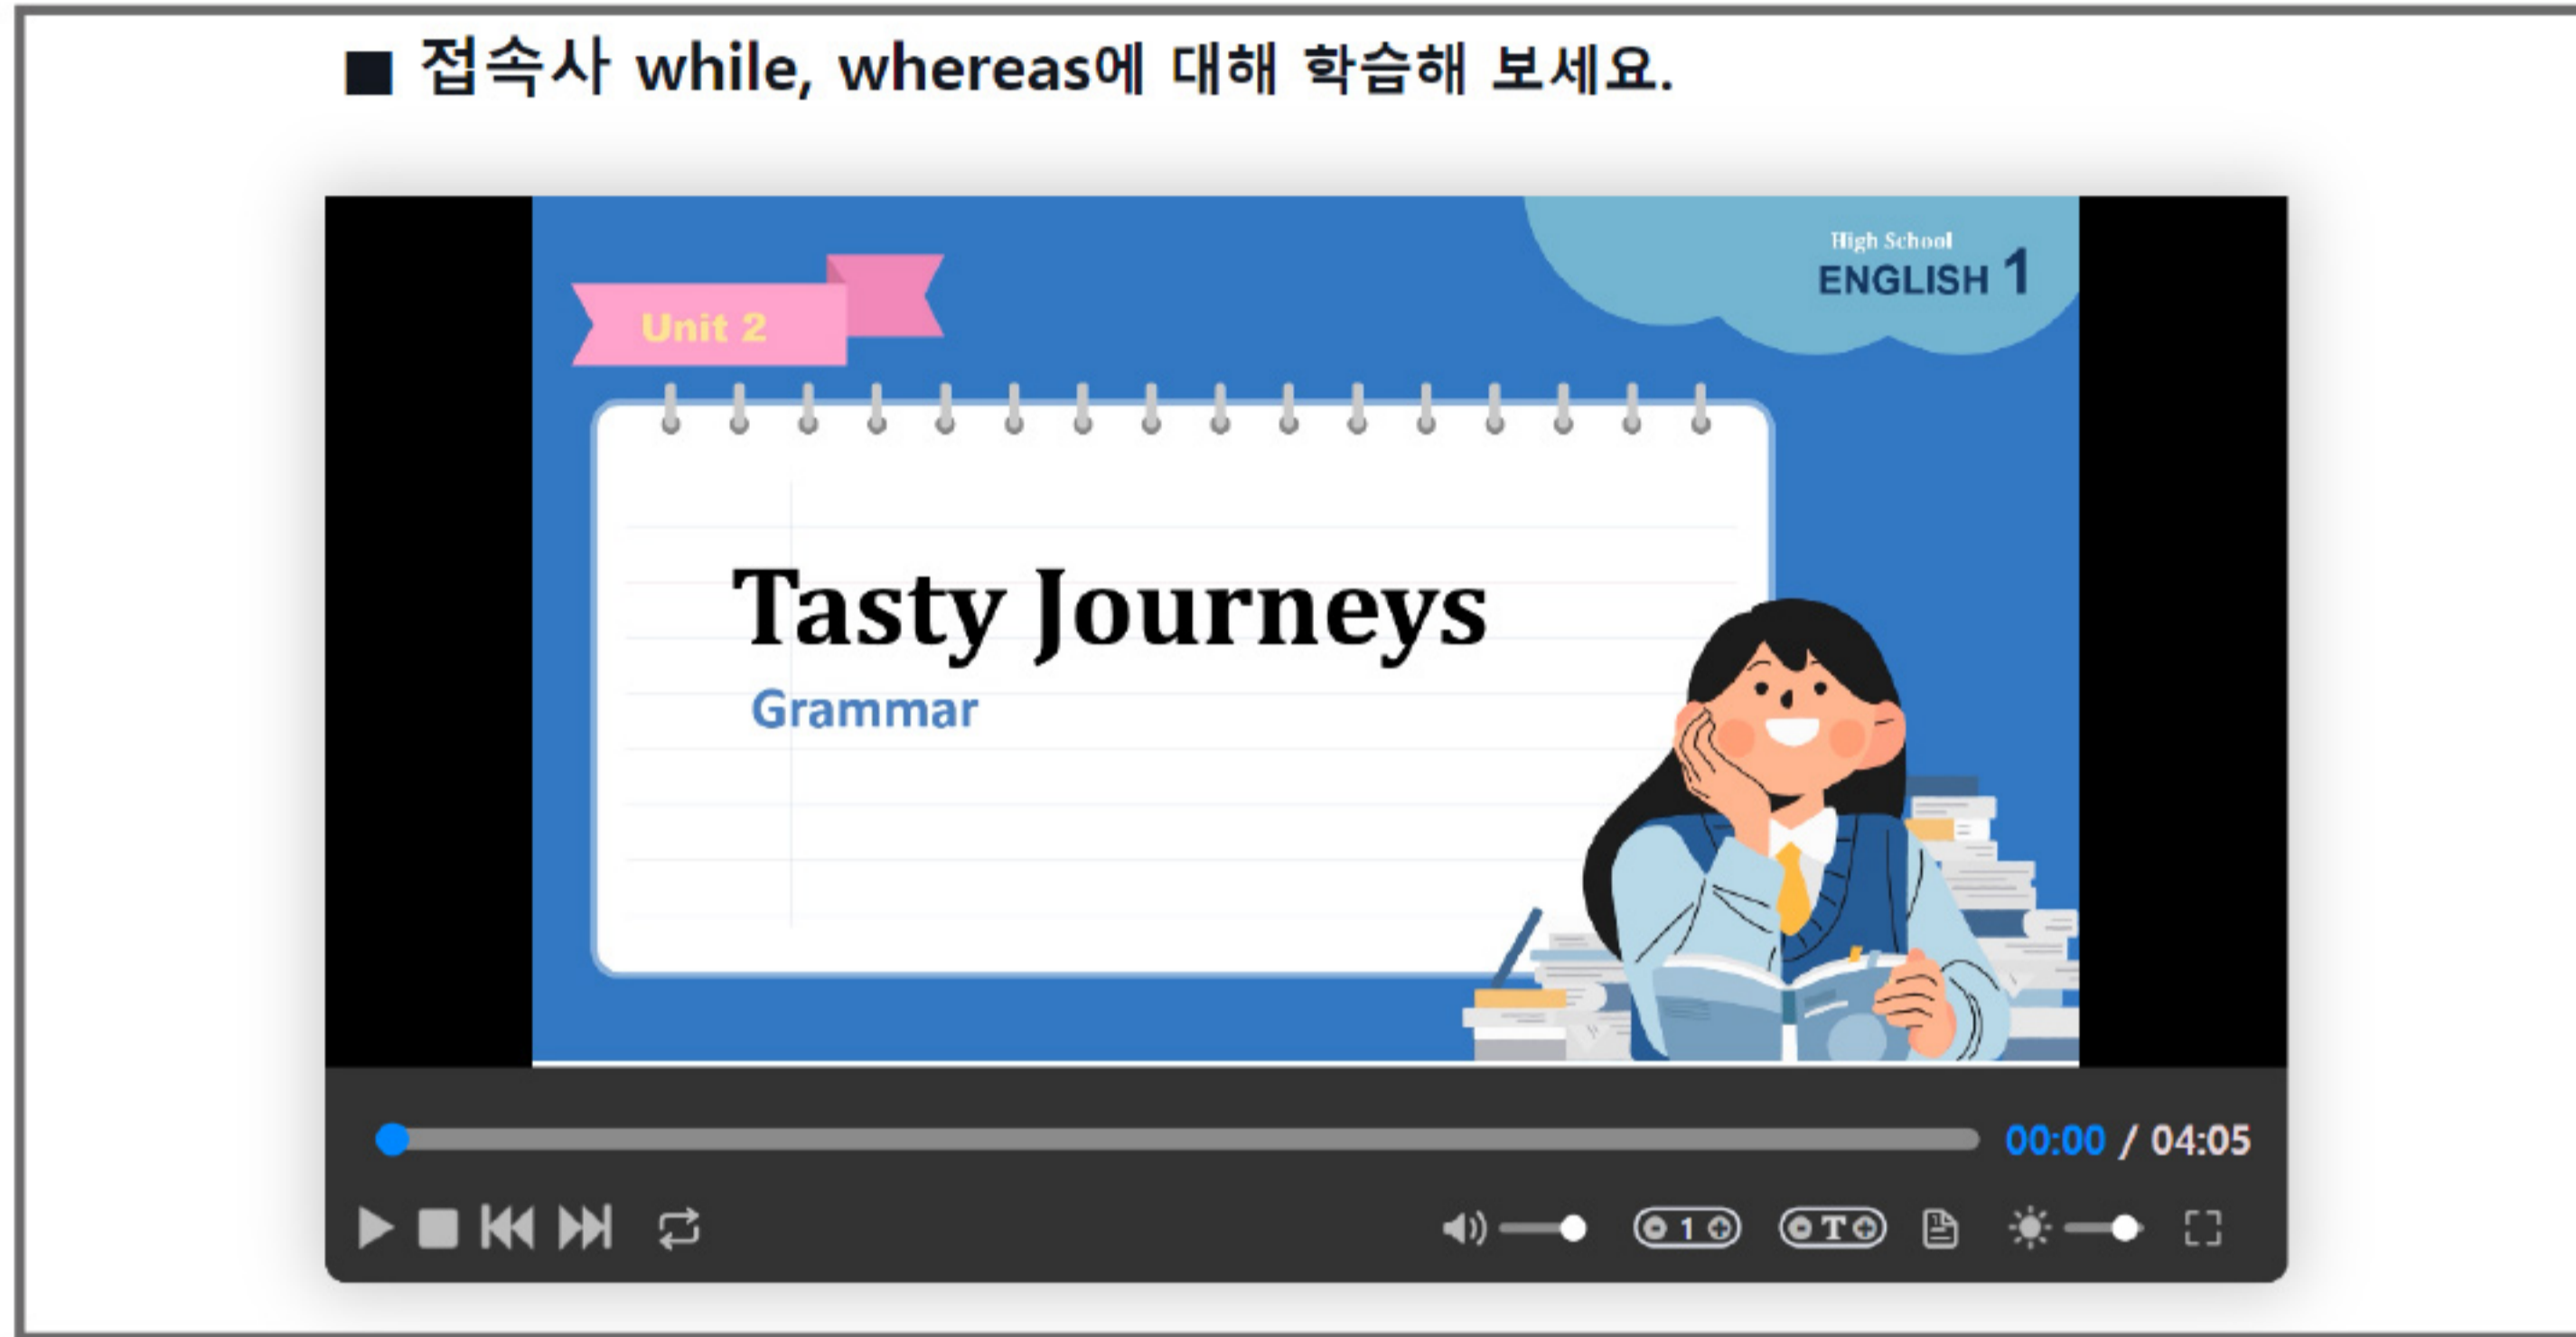 ■ 접속사 while, whereas에 대해 학습해 보세요.
High School
ENGLISH 1
Unit 2
Tasty Journeys
Grammar
00:00 / 04:05
1
T